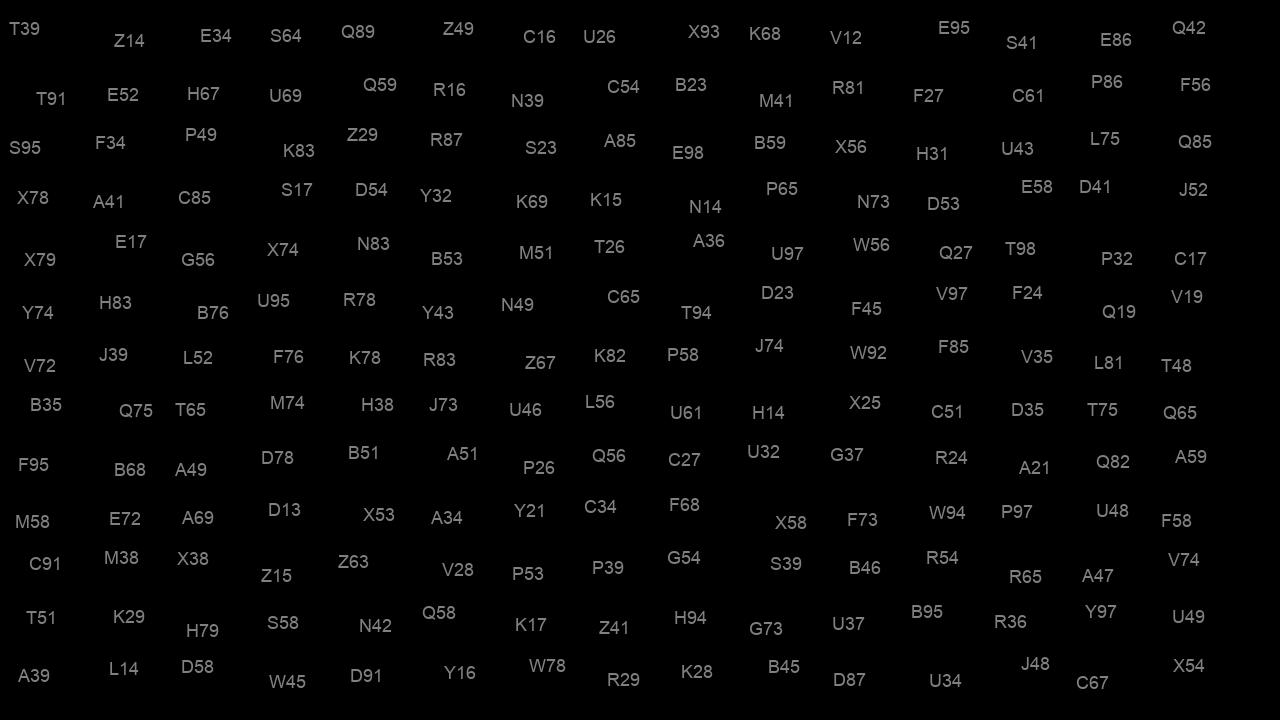 T39 Z14 E34 S64 Q89 Z49 C16 U26 X93 K68 V12 E95 S41 E86 Q42
T91 E52 H67 U69 Q59 R16 N39 C54 B23 M41 R81 F27 C61 P86 F56
S95 F34 P49 K83 Z29 R87 S23 A85 E98 B59 X56 H31 U43 L75 Q85
X78 A41 C85 S17 D54 Y32 K69 K15 N14 P65 N73 D53 E58 D41 J52
X79 E17 G56 X74 N83 B53 M51 T26 A36 U97 W56 Q27 T98 P32 C17
Y74 H83 B76 U95 R78 Y43 N49 C65 T94 D23 F45 V97 F24 Q19 V19
V72 J39 L52 F76 K78 R83 Z67 K82 P58 J74 W92 F85 V35 L81 T48
B35 Q75 T65 M74 H38 J73 U46 L56 U61 H14 X25 C51 D35 T75 Q65
F95 B68 A49 D78 B51 A51 P26 Q56 C27 U32 G37 R24 A21 Q82 A59
M58 E72 A69 D13 X53 A34 Y21 C34 F68 X58 F73 W94 P97 U48 F58
C91 M38 X38 Z15 Z63 V28 P53 P39 G54 S39 B46 R54 R65 A47 V74
T51 K29 H79 S58 N42 Q58 K17 Z41 H94 G73 U37 B95 R36 Y97 U49
A39 L14 D58 W45 D91 Y16 W78 R29 K28 B45 D87 U34 J48 C67 X54